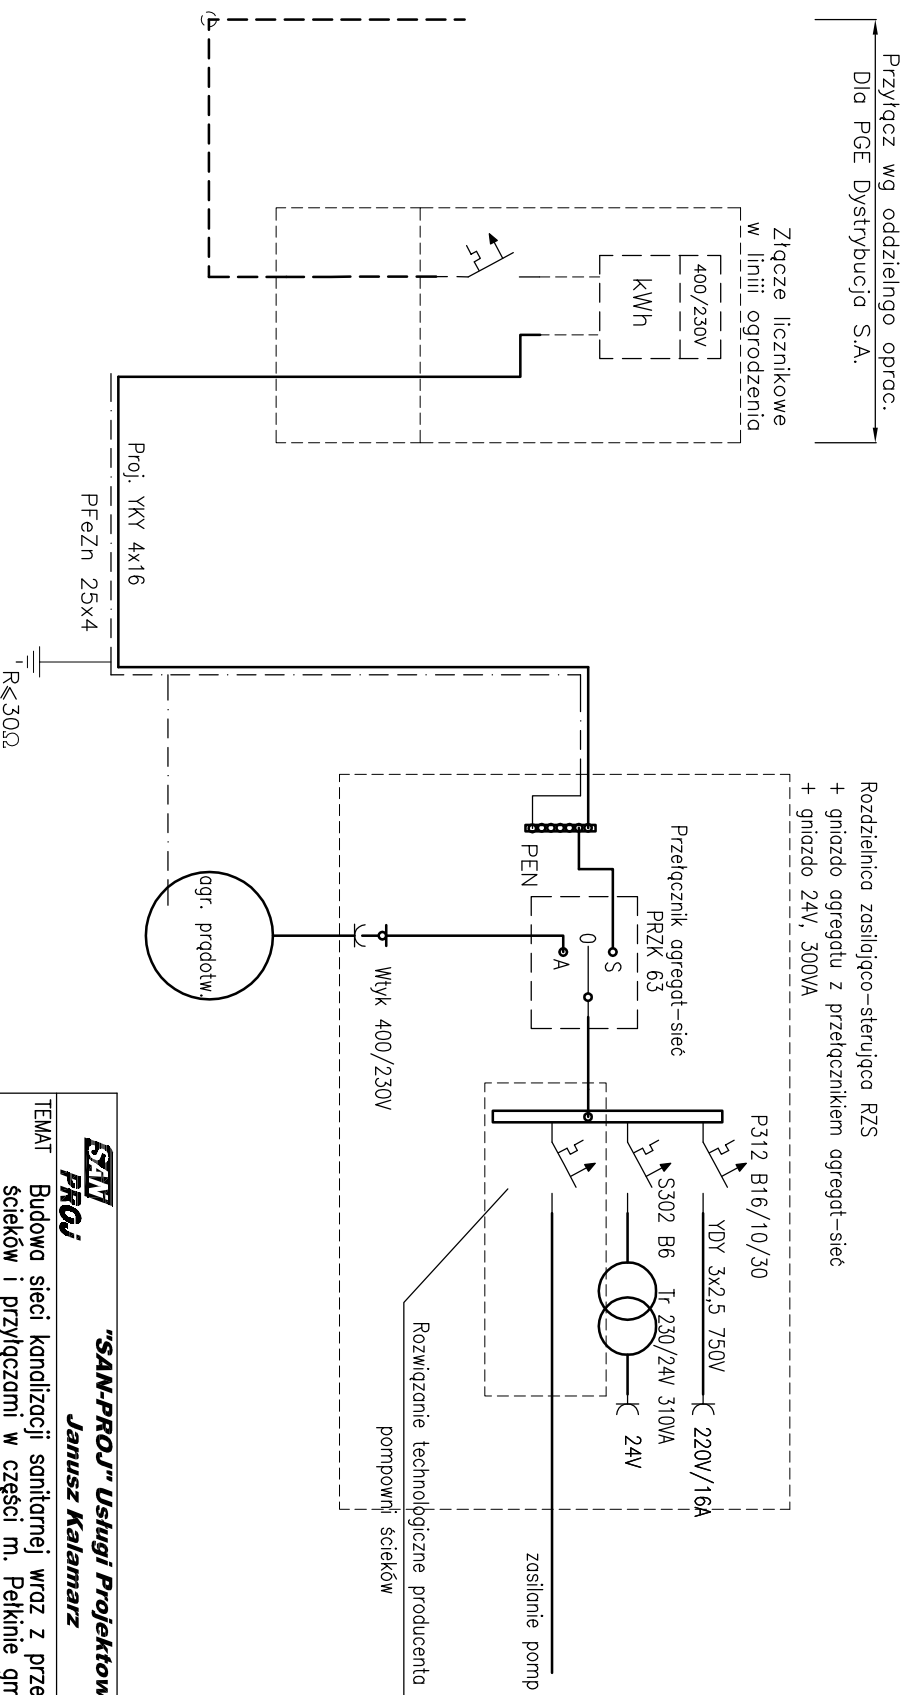 Przyłącz wg oddzielngo oprac.
Dla PGE Dystrybucja S.A.
Złącze licznikowe
w liniii ogrodzenia
400/230V
kWh
Proj. YKY 4x16
PFeZn 25x4
R⩽30Ω
Rozdzielnica zasilająco-sterująca RZS
+ gniazdo agregatu z przełącznikiem agregat-sieć
+ gniazdo 24V, 300VA
Przełącznik agregat-sieć
PRZK 63
PEN
S
0
A
agr. prądotw.
Wtyk 400/230V
P312 B16/10/30
YDY 3x2,5 750V
220V/16A
S302 B6
Tr 230/24V 310VA
24V
zasilanie pomp
Rozwiązanie technologiczne producenta
pompowni ścieków
SAN
PROJ
"SAN-PROJ" Usługi Projektow
Janusz Kalamarz
TEMAT
Budowa sieci kanalizacji sanitarnej wraz z prze
ścieków i przyłączami w części m. Pełkinie gm